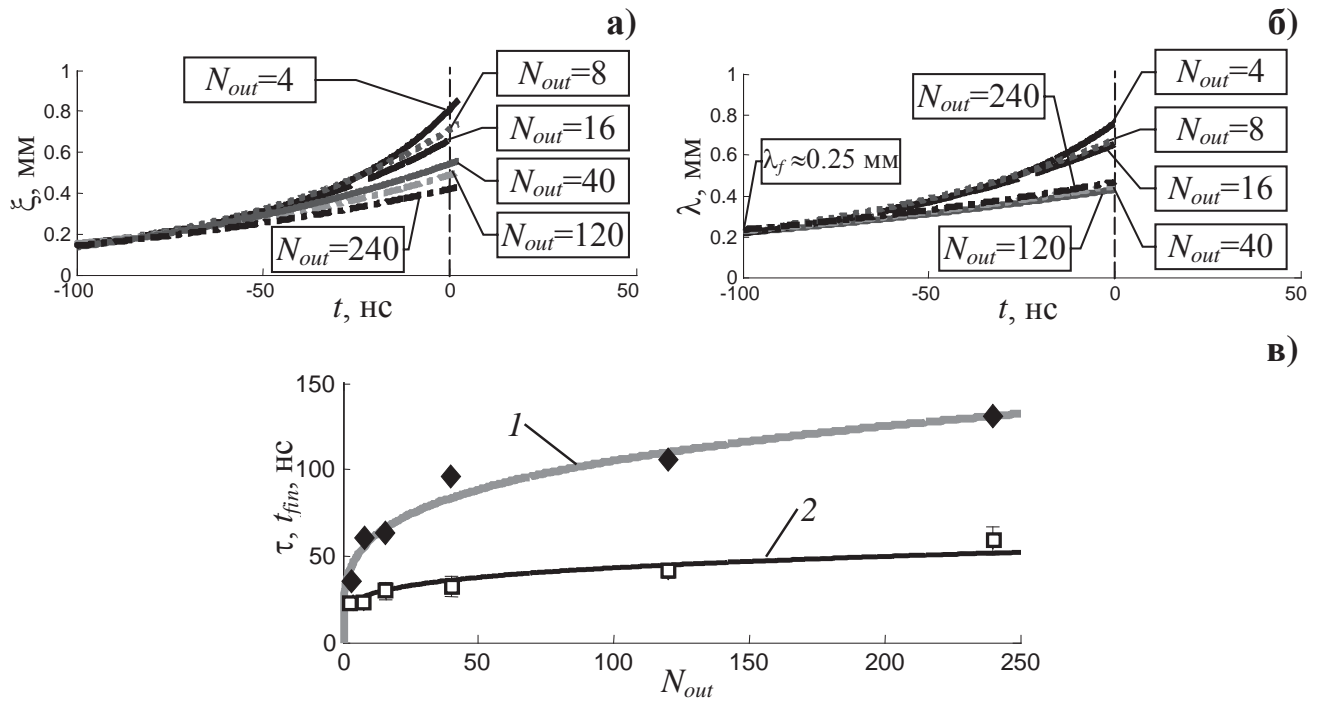 а)
ξ, мм
1
0.8
0.6
0.4
0.2
0
-100
-50
0
50
t, нс
N_out=4
N_out=8
N_out=16
N_out=40
N_out=120
N_out=240
б)
λ, мм
1
0.8
0.6
0.4
0.2
0
-100
-50
0
50
t, нс
λ_f ≈0.25 мм
N_out=240
N_out=4
N_out=8
N_out=16
N_out=120
N_out=40
в)
τ, t_fin, нс
150
100
50
0
0
50
100
150
200
250
N_out
1
2